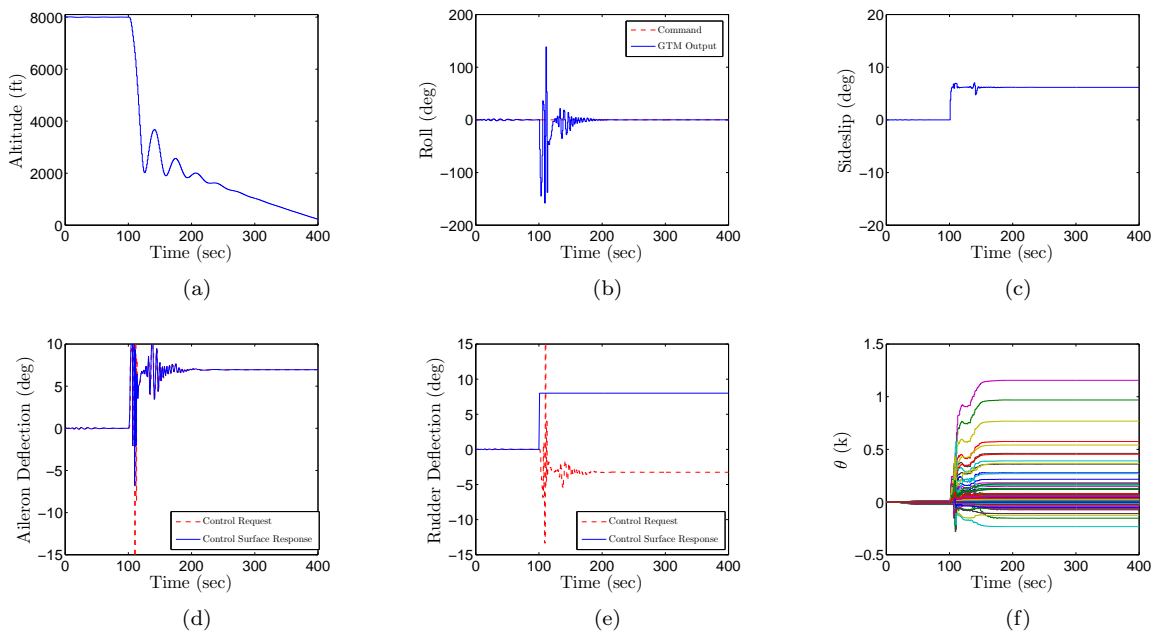 8000
6000
4000
2000
0
Altitude (ft)
0 100 200 300 400
Time (sec)
(a)
200
100
0
−100
−200
Roll (deg)
Command
GTM Output
0 100 200 300 400
Time (sec)
(b)
20
10
0
−10
−20
Sideslip (deg)
0 200 400
Time (sec)
(c)
10
5
0
−5
−10
−15
Aileron Deflection (deg)
Control Request
Control Surface Response
0 100 200 300 400
Time (sec)
(d)
15
10
5
0
−5
−10
−15
Rudder Deflection (deg)
Control Request
Control Surface Response
0 100 200 300 400
Time (sec)
(e)
1.5
1
0.5
0
−0.5
θ (k)
0 100 200 300 400
Time (sec)
(f)